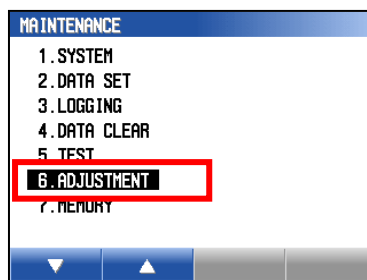 MAINTENANCE
1.SYSTEM
2.DATA SET
3.LOGGING
4.DATA CLEAR
5.TEST
6.ADJUSTMENT
7.MEMORY